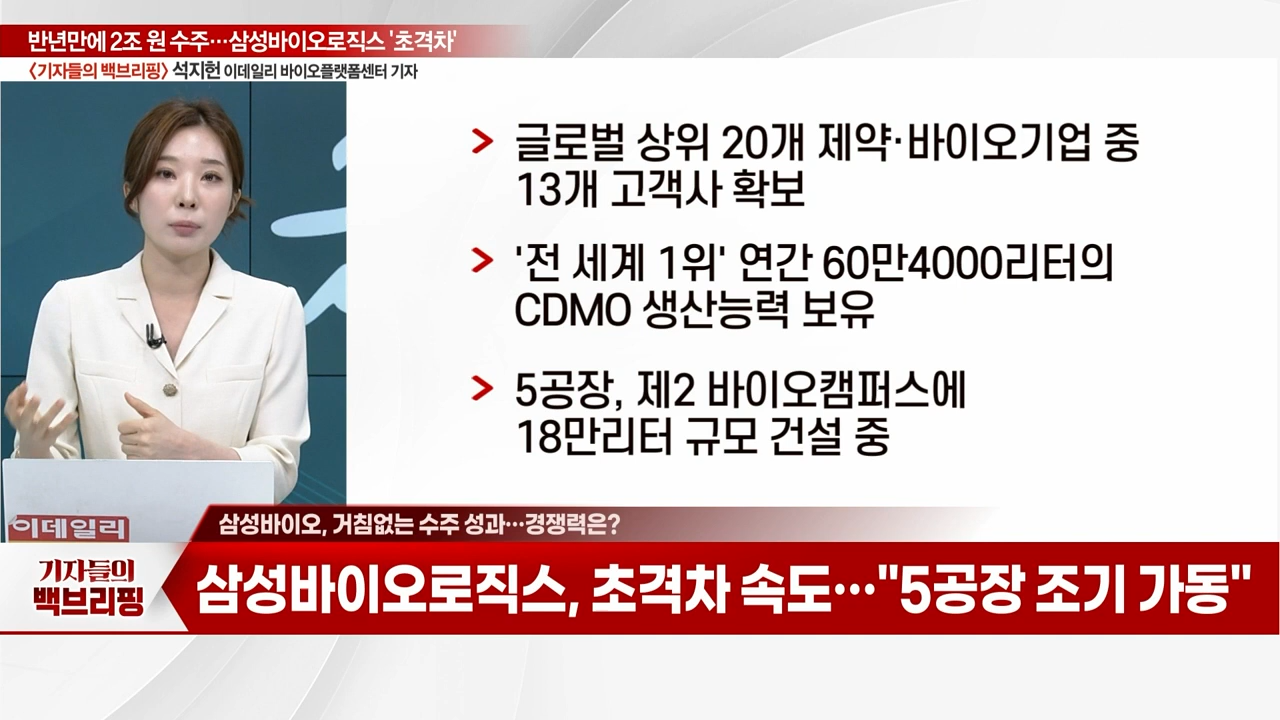 반년만에 2조 원 수주…삼성바이오로직스 '초격차'
<기자들의 백브리핑> 석지헌 이데일리 바이오플랫폼센터 기자
> 글로벌 상위 20개 제약·바이오기업 중
13개 고객사 확보
> '전 세계 1위' 연간 60만4000리터의
CDMO 생산능력 보유
> 5공장, 제2 바이오캠퍼스에
18만리터 규모 건설 중
이데일리
삼성바이오, 거침없는 수주 성과…경쟁력은?
기자들의
백브리핑
삼성바이오로직스, 초격차 속도…"5공장 조기 가동"